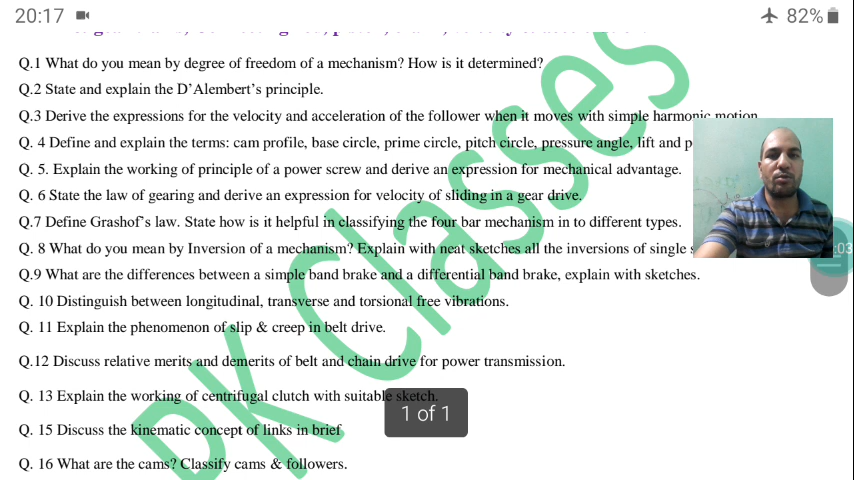 20:17 82%
Q.1 What do you mean by degree of freedom of a mechanism? How is it determined?
Q.2 State and explain the D’Alembert’s principle.
Q.3 Derive the expressions for the velocity and acceleration of the follower when it moves with simple harmonic motion
Q. 4 Define and explain the terms: cam profile, base circle, prime circle, pitch circle, pressure angle, lift and
Q. 5. Explain the working of principle of a power screw and derive an expression for mechanical advantage.
Q. 6 State the law of gearing and derive an expression for velocity of sliding in a gear drive.
Q.7 Define Grashof’s law. State how is it helpful in classifying the four bar mechanism in to different types.
Q. 8 What do you mean by Inversion of a mechanism? Explain with neat sketches all the inversions of single
:03
Q.9 What are the differences between a simple band brake and a differential band brake, explain with sketches.
Q. 10 Distinguish between longitudinal, transverse and torsional free vibrations.
Q. 11 Explain the phenomenon of slip & creep in belt drive.
Q.12 Discuss relative merits and demerits of belt and chain drive for power transmission.
Q. 13 Explain the working of centrifugal clutch with suitable sketch.
1 of 1
Q. 15 Discuss the kinematic concept of links in brief
Q. 16 What are the cams? Classify cams & followers.
PK Classes